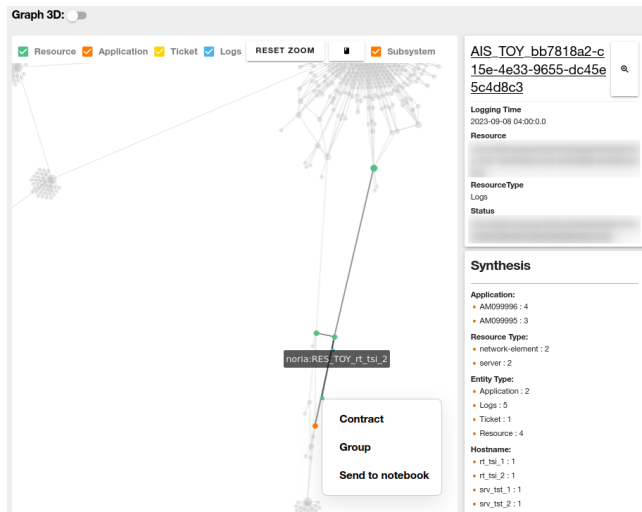 Graph 3D:
Resource Application Ticket Logs RESET ZOOM Subsystem
noria:RES_TOY_rt_tsi_2
Contract
Group
Send to notebook
AIS_TOY_bb7818a2-c
15e-4e33-9655-dc45e
5c4d8c3
Logging Time
2023-09-08 04:00:0.0
Resource
ResourceType
Logs
Status
Synthesis
Application:
AM099996 : 4
AM099995 : 3
Resource Type:
network-element : 2
server : 2
Entity Type:
Application : 2
Logs : 5
Ticket : 1
Resource : 4
Hostname:
rt_tsi_1 : 1
rt_tsi_2 : 1
srv_tst_1 : 1
srv_tst_2 : 1